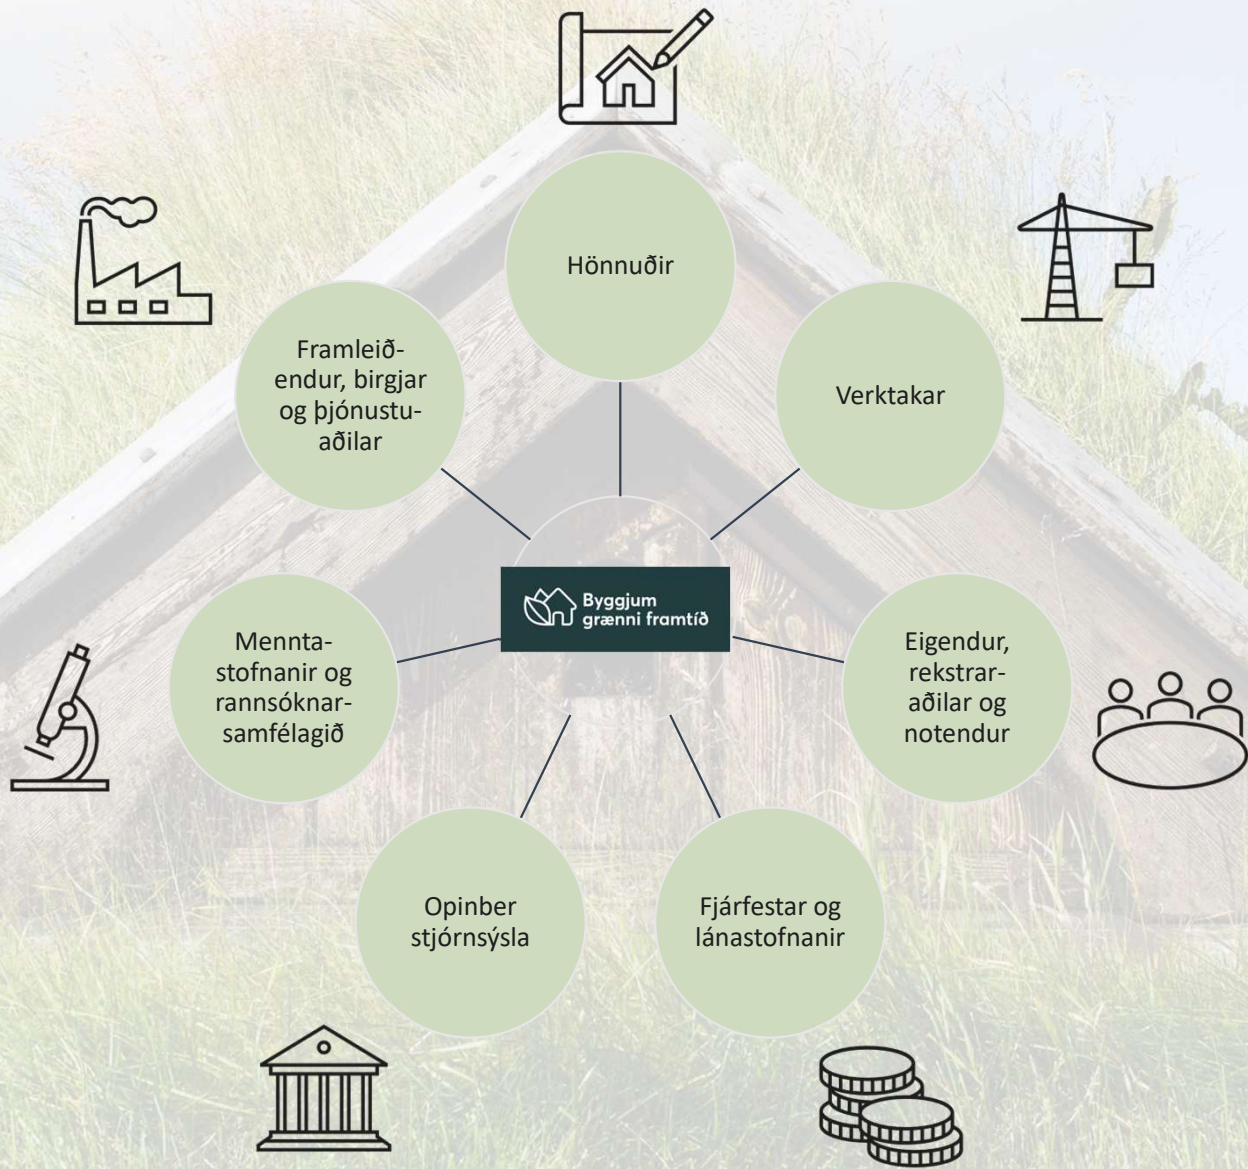 Hönnuðir
Verktakar
Framleið-
endur, birgjar
og þjónustu-
aðilar
Byggjum
grænni framtíð
Eigendur,
rekstrar-
aðilar og
notendur
Mennta-
stofnanir og
rannsóknar-
samfélagið
Opinber
stjórnsýsla
Fjárfestar og
lánastofnanir